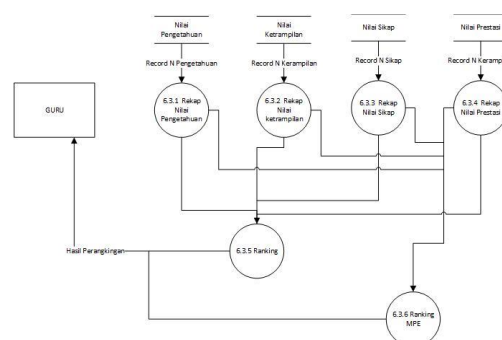 Nilai
Pengetahuan
Nilai
Ketrampilan
Nilai Sikap
Nilai Prestasi
Record N Pengetahuan
Record N Kerampilan
Record N Sikap
Record N Keramp
GURU
6.3.1 Rekap
Nilai
Pengetahuan
6.3.2 Rekap
Nilai
ketrampilan
6.3.3 Rekap
Nilai Sikap
6.3.4 Rekap
Nilai Prestasi
Hasil Perangkingan
6.3.5 Ranking
6.3.6 Ranking
MPE